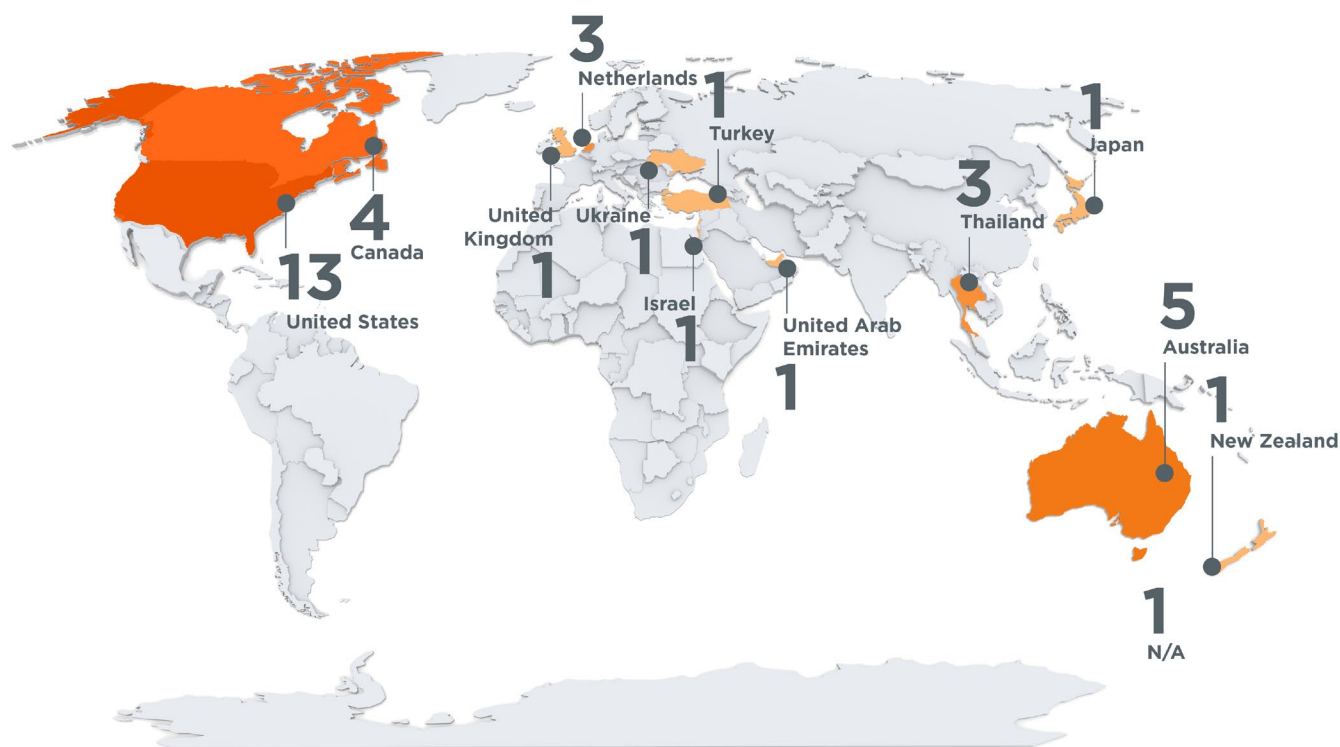 3
Netherlands
1
Turkey
1
Japan
3
Thailand
4
Canada
13
United States
United
Kingdom
1
Ukraine
1
Israel
1
United Arab
Emirates
1
5
Australia
1
New Zealand
1
N/A